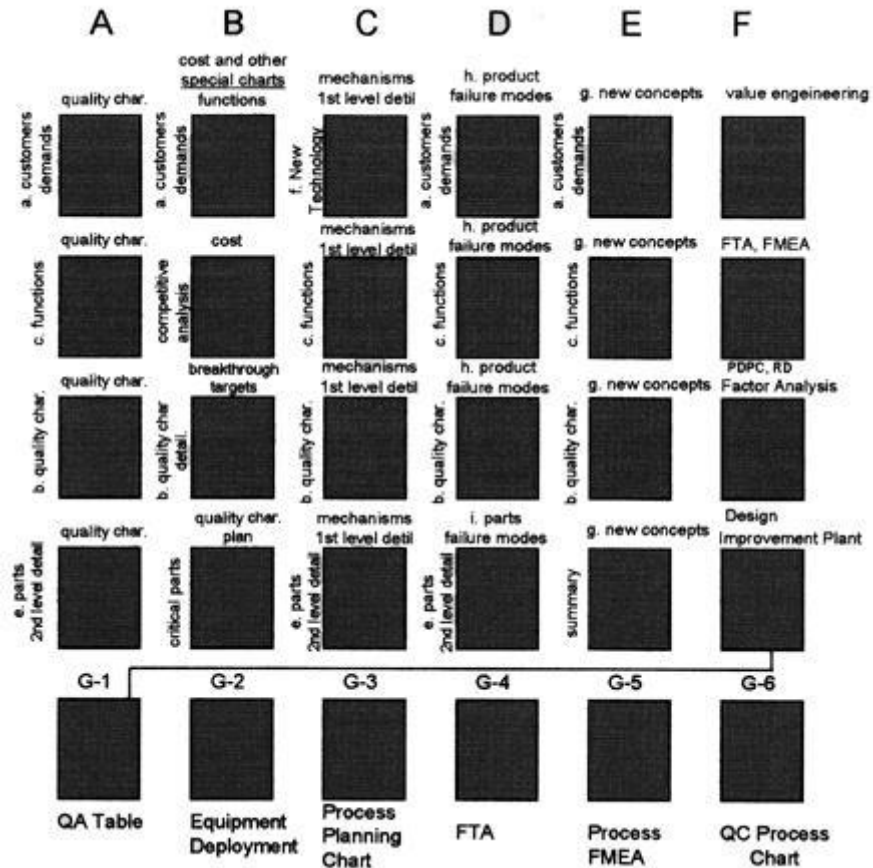 A B C D E F
cost and other
special charts
quality char.
functions
mechanisms
1st level detil
h. product
failure modes
g. new concepts
value engeineering
a. customers
demands
a. customers
demands
f. New
Technology
a. customers
demands
a. customers
demands
quality char.
cost
mechanisms
1st level detil
h. product
failure modes
g. new concepts
FTA, FMEA
c. functions
competitive
analysis
c. functions
c. functions
c. functions
quality char.
breakthrough
targets
mechanisms
1st level detil
h. product
failure modes
g. new concepts
PDPC, RD
Factor Analysis
b. quality char.
b. quality char
detail.
b. quality char.
b. quality char.
b. quality char.
quality char.
quality char.
plan
mechanisms
1st level detil
i. parts
failure modes
g. new concepts
Design
Improvement Plant
e. parts
2nd level detail
critical parts
e. parts
2nd level detail
e. parts
2nd level detail
summary
G-1 G-2 G-3 G-4 G-5 G-6
QA Table
Equipment
Deployment
Process
Planning
Chart
FTA
Process
FMEA
QC Process
Chart